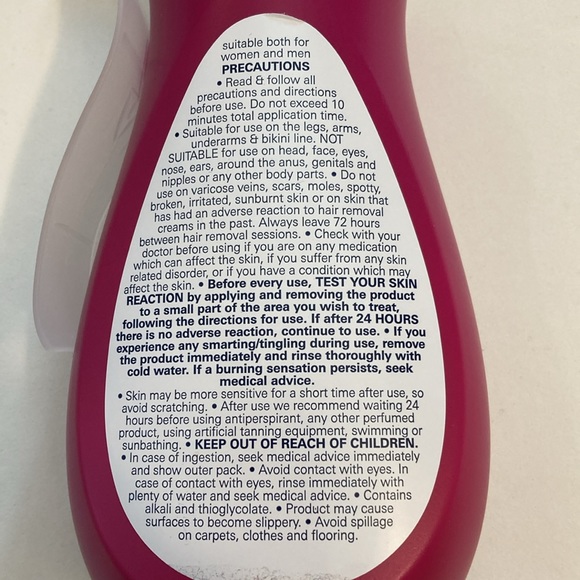 suitable both for
women and men
PRECAUTIONS
• Read & follow all
precautions and directions
before use. Do not exceed 10
minutes total application time.
• Suitable for use on the legs, arms,
underarms & bikini line. NOT
SUITABLE for use on head, face, eyes,
nose, ears, around the anus, genitals and
nipples or any other body parts. • Do not
use on varicose veins, scars, moles, spotty,
broken, irritated, sunburnt skin or on skin that
has had an adverse reaction to hair removal
creams in the past. Always leave 72 hours
between hair removal sessions. • Check with your
doctor before using if you are on any medication
which can affect the skin, if you suffer from any skin
related disorder, or if you have a condition which may
affect the skin. • Before every use, TEST YOUR SKIN
REACTION by applying and removing the product
to a small part of the area you wish to treat,
following the directions for use. If after 24 HOURS
there is no adverse reaction, continue to use. • If you
experience any smarting/tingling during use, remove
the product immediately and rinse thoroughly with
cold water. If a burning sensation persists, seek
medical advice.
• Skin may be more sensitive for a short time after use, so
avoid scratching. • After use we recommend waiting 24
hours before using antiperspirant, any other perfumed
product, using artificial tanning equipment, swimming or
sunbathing. • KEEP OUT OF REACH OF CHILDREN.
• In case of ingestion, seek medical advice immediately
and show outer pack. • Avoid contact with eyes. In
case of contact with eyes, rinse immediately with
plenty of water and seek medical advice. • Contains
alkali and thioglycolate. • Product may cause
surfaces to become slippery. • Avoid spillage
on carpets, clothes and flooring.